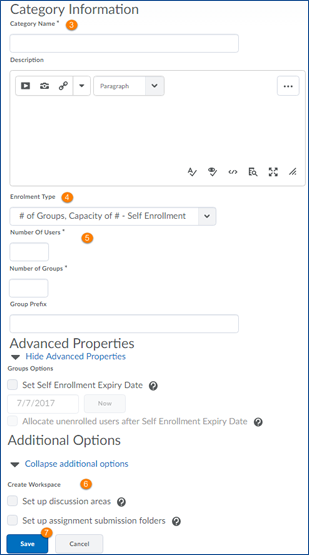 Category Information
Category Name * 3
Description
Paragraph
Enrolment Type 4
# of Groups, Capacity of # - Self Enrollment
Number Of Users * 5
Number of Groups *
Group Prefix
Advanced Properties
Hide Advanced Properties
Groups Options
Set Self Enrollment Expiry Date ?
7/7/2017 Now
Allocate unenrolled users after Self Enrollment Expiry Date ?
Additional Options
Collapse additional options
Create Workspace 6
Set up discussion areas ?
Set up assignment submission folders ?
7
Save Cancel